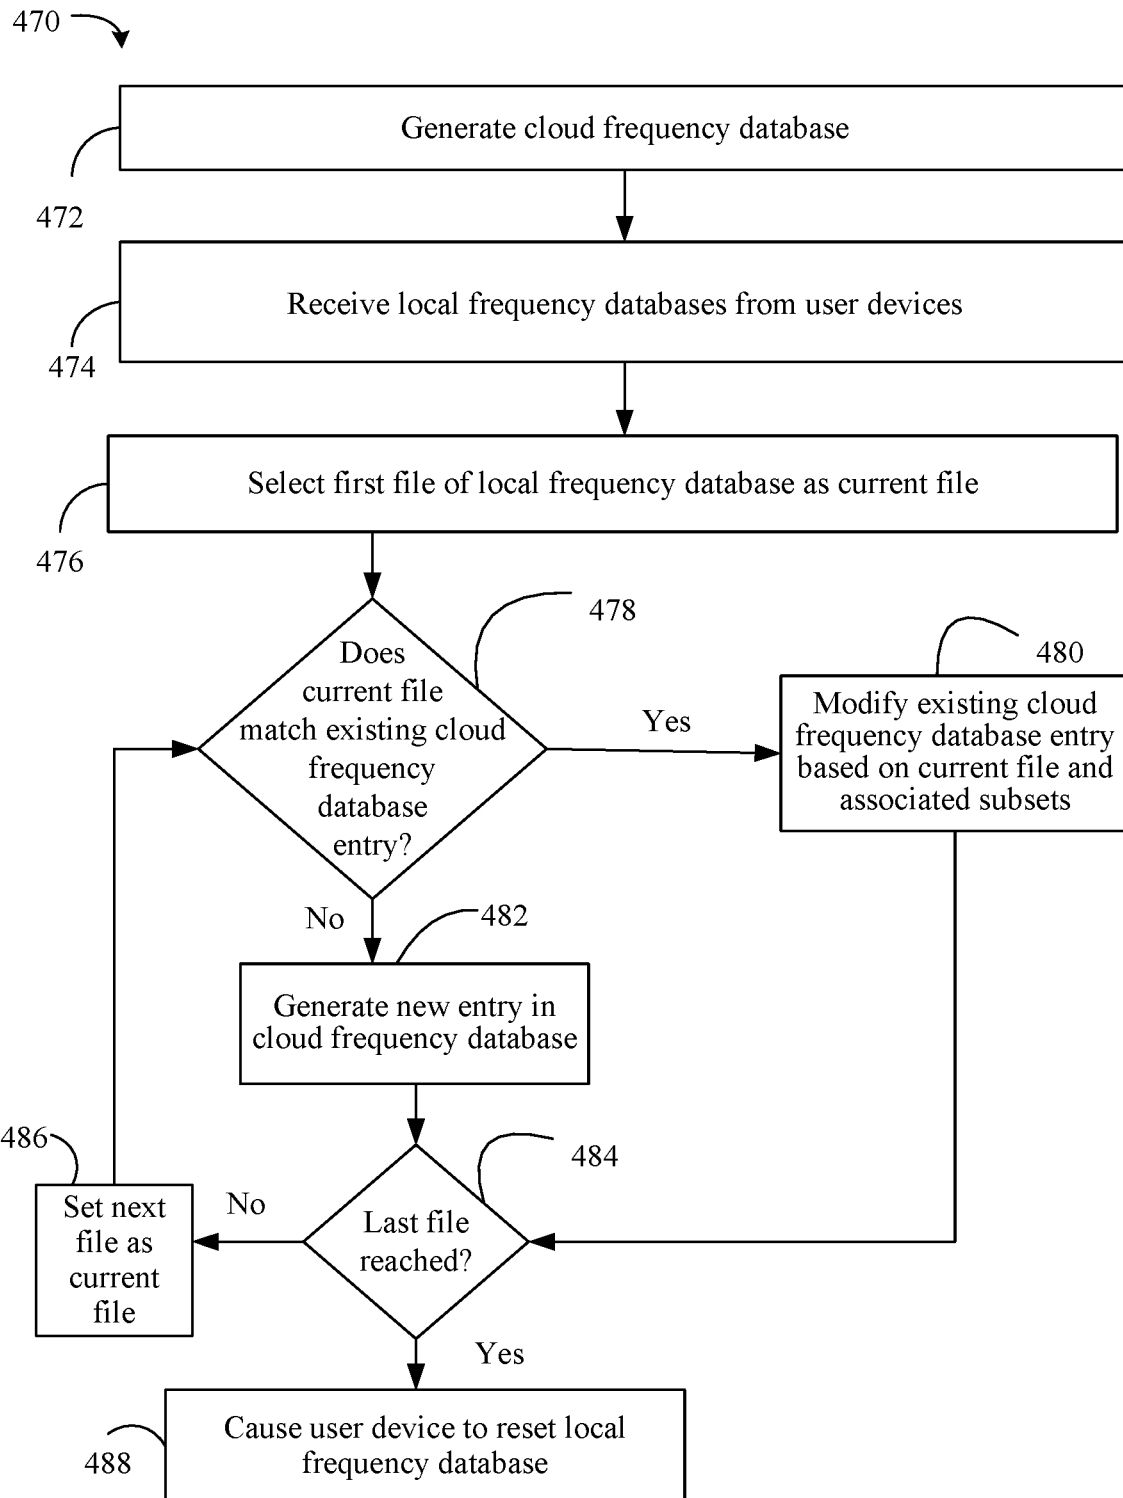 470
Generate cloud frequency database
472
Receive local frequency databases from user devices
474
Select first file of local frequency database as current file
476
478
Does
current file
match existing cloud
frequency
database
entry?
Yes
480
Modify existing cloud
frequency database entry
based on current file and
associated subsets
No
482
Generate new entry in
cloud frequency database
486
484
Set next
file as
current
file
No
Last file
reached?
Yes
Cause user device to reset local
frequency database
488